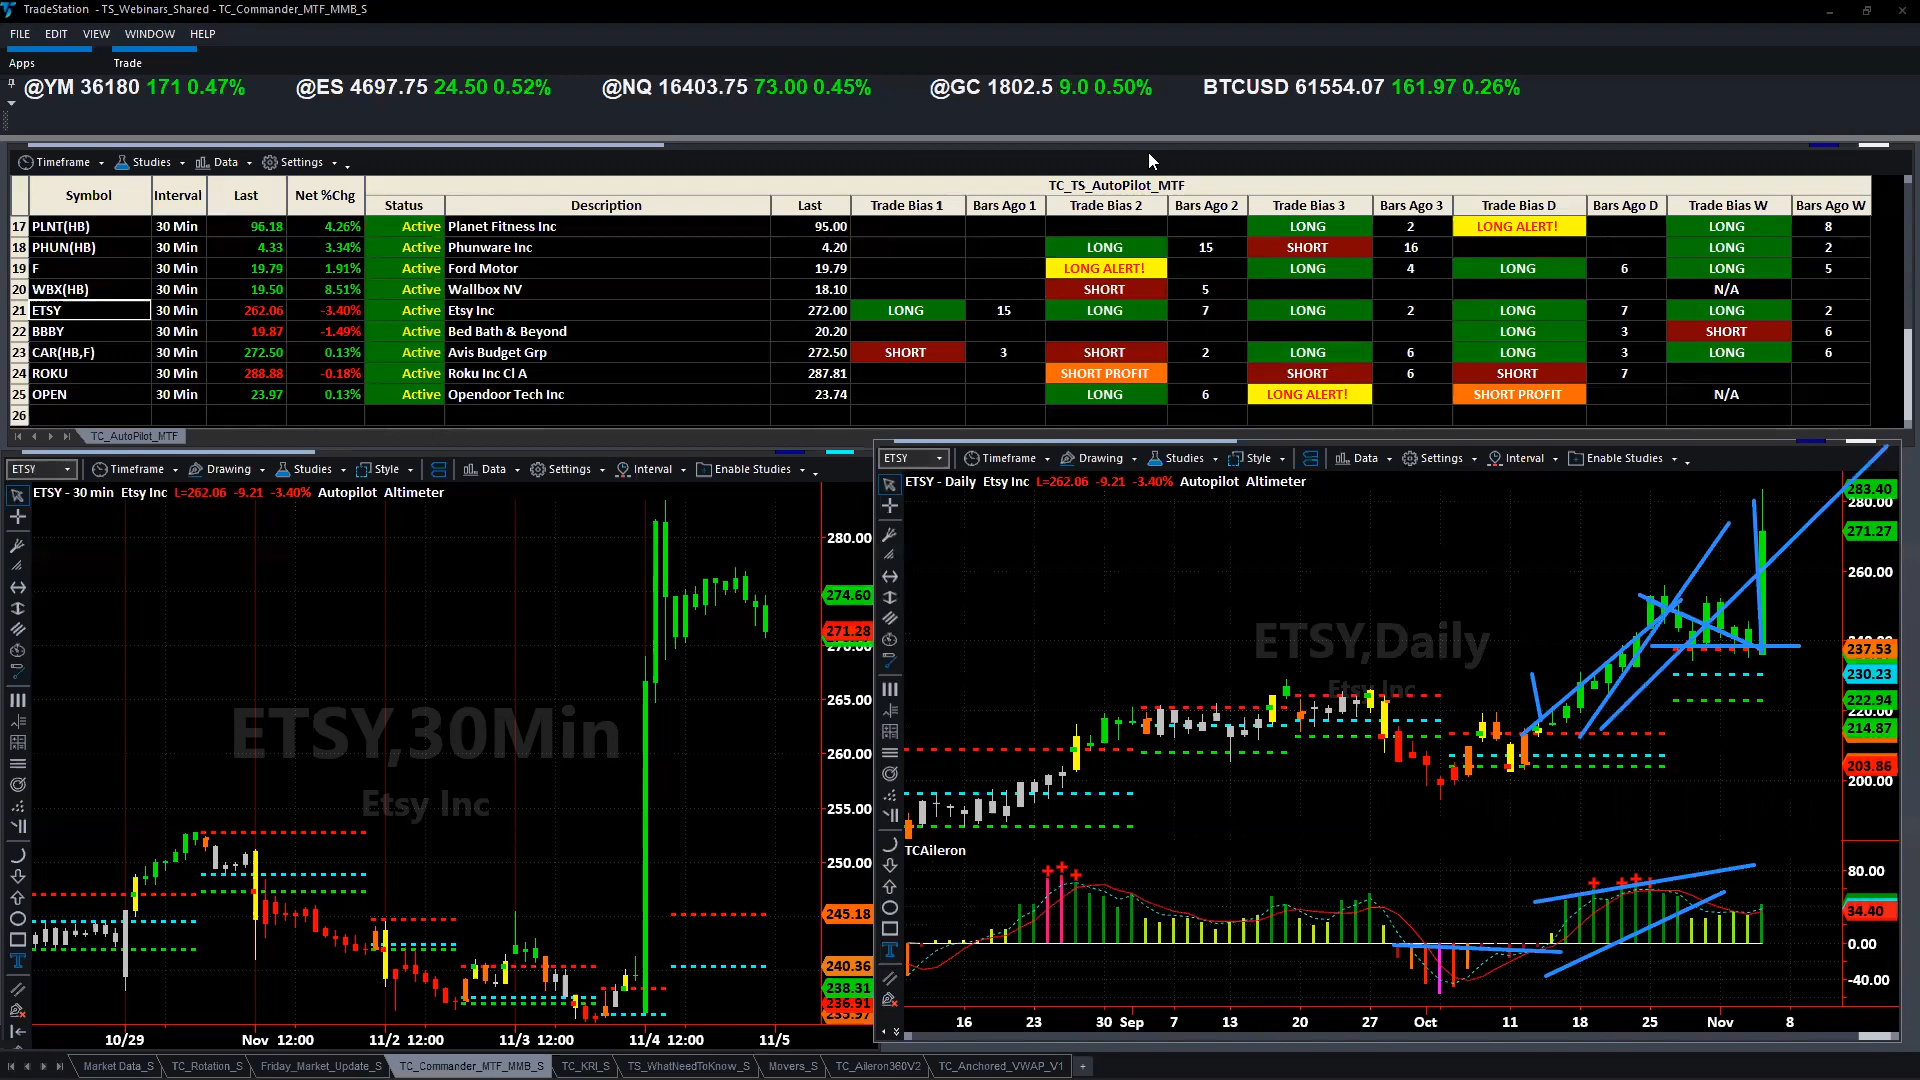 TradeStation - TS_Webinars_Shared - TC_Commander_MTF_MMB_S
FILE EDIT VIEW WINDOW HELP
Apps Trade
@YM 36180 171 0.47% @ES 4697.75 24.50 0.52% @NQ 16403.75 73.00 0.45% @GC 1802.5 9.0 0.50% BTCUSD 61554.07 161.97 0.26%
Timeframe Studies Data Settings
Symbol Interval Last Net %Chg TC_TS_AutoPilot_MTF
Status Description Last Trade Bias 1 Bars Ago 1 Trade Bias 2 Bars Ago 2 Trade Bias 3 Bars Ago 3 Trade Bias D Bars Ago D Trade Bias W Bars Ago W
17 PLNT(HB) 30 Min 96.18 4.26% Active Planet Fitness Inc 95.00 LONG 2 LONG ALERT! LONG 8
18 PHUN(HB) 30 Min 4.33 3.34% Active Phunware Inc 4.20 LONG 15 SHORT 16 LONG 2
19 F 30 Min 19.79 1.91% Active Ford Motor 19.79 LONG ALERT! LONG 4 LONG 6 LONG 5
20 WBX(HB) 30 Min 19.50 8.51% Active Wallbox NV 18.10 SHORT 5 N/A
21 ETSY 30 Min 262.06 -3.40% Active Etsy Inc 272.00 LONG 15 LONG 7 LONG 2 LONG 7 LONG 2
22 BBBY 30 Min 19.87 -1.49% Active Bed Bath & Beyond 20.20 LONG 3 SHORT 6
23 CAR(HB,F) 30 Min 272.50 0.13% Active Avis Budget Grp 272.50 SHORT 3 SHORT 2 LONG 6 LONG 3 LONG 6
24 ROKU 30 Min 288.88 -0.18% Active Roku Inc Cl A 287.81 SHORT PROFIT SHORT 6 SHORT 7
25 OPEN 30 Min 23.97 0.13% Active Opendoor Tech Inc 23.74 LONG 6 LONG ALERT! SHORT PROFIT N/A
26
TC_AutoPilot_MTF
ETSY Timeframe Drawing Studies Style Data Settings Interval Enable Studies
ETSY - 30 min Etsy Inc L=262.06 -9.21 -3.40% Autopilot Altimeter
280.00
274.60
271.28
265.00
ETSY,30Min
260.00
Etsy Inc
255.00
250.00
245.18
240.36
238.31
236.91
10/29 Nov 12:00 11/2 12:00 11/3 12:00 11/4 12:00 11/5
ETSY Timeframe Drawing Studies Style Data Settings Interval Enable Studies
ETSY - Daily Etsy Inc L=262.06 -9.21 -3.40% Autopilot Altimeter
283.40
280.00
271.27
260.00
ETSY,Daily
237.53
230.23
Etsy Inc
222.94
214.87
203.86
200.00
TCAileron
80.00
34.40
0.00
-40.00
16 23 30 Sep 7 13 20 27 Oct 11 18 25 Nov 8
Market Data_S TC_Rotation_S Friday_Market_Update_S TC_Commander_MTF_MMB_S TC_KRI_S TS_WhatNeedToKnow_S Movers_S TC_Aileron360V2 TC_Anchored_VWAP_V1 +